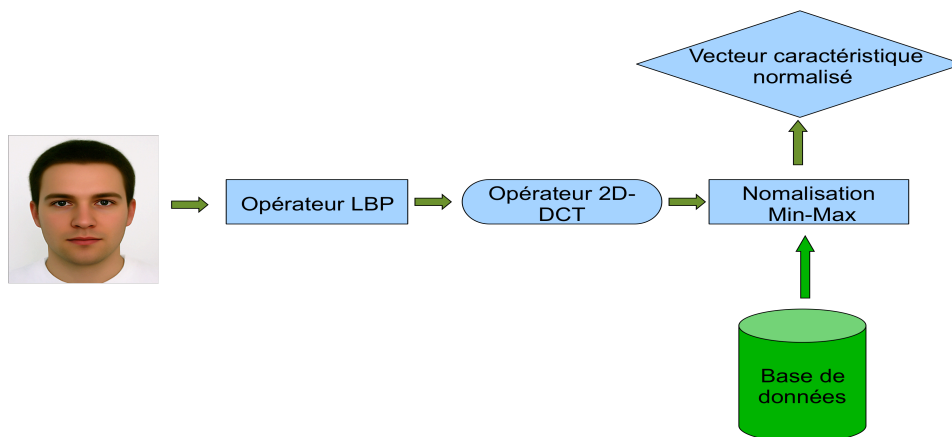 Vecteur caractéristique
normalisé
Opérateur LBP
Opérateur 2D-
DCT
Nomalisation
Min-Max
Base de
données